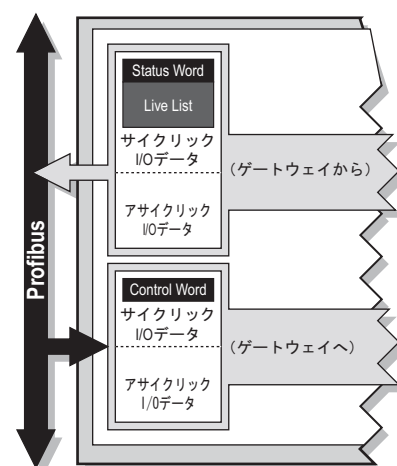 Profibus
Status Word
Live List
サイクリック
I/Oデータ
アサイクリック
I/Oデータ
(ゲートウェイから)
Control Word
サイクリック
I/Oデータ
アサイクリック
I/0データ
(ゲートウェイへ)